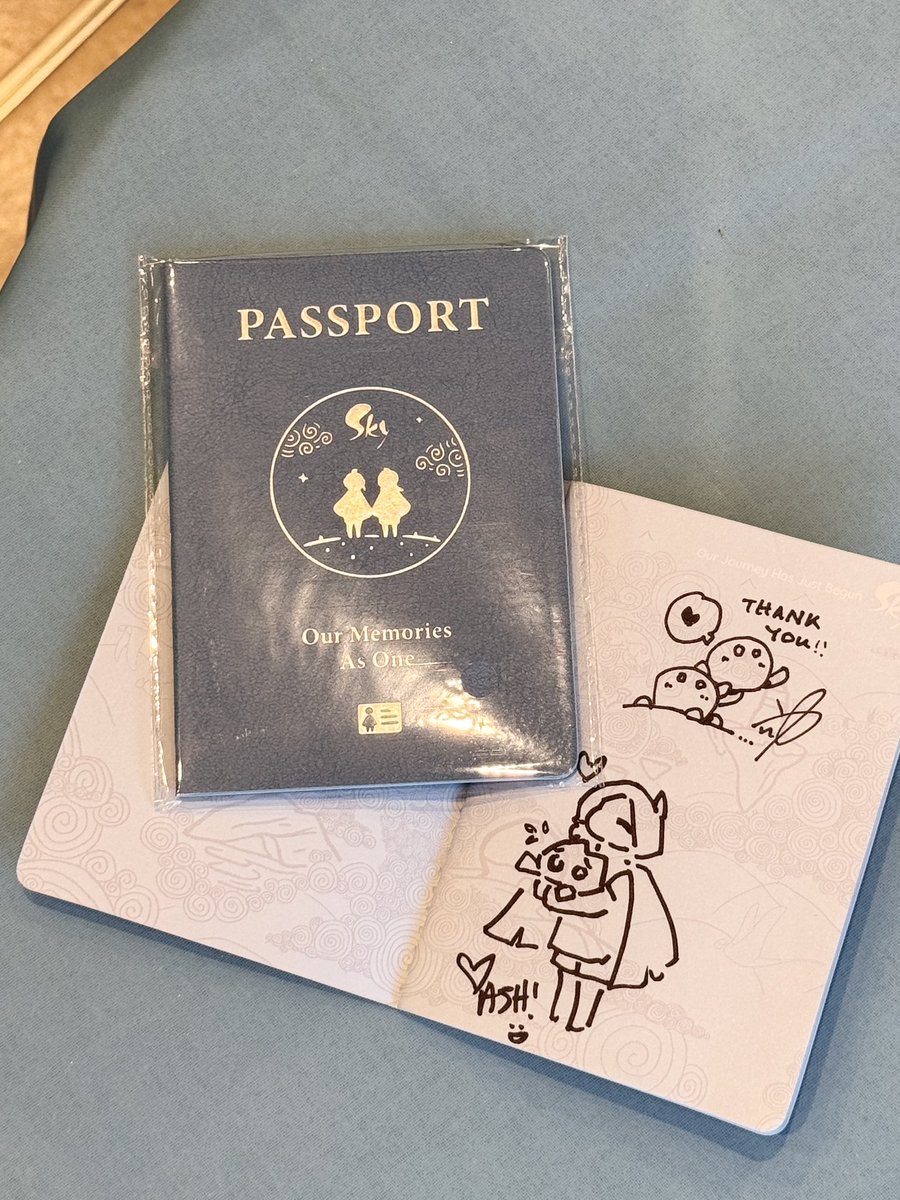 PASSPORT
Sky
Our Memories
As One
Our Journey Has Just Begun
THANK
YOU!!
ASH!